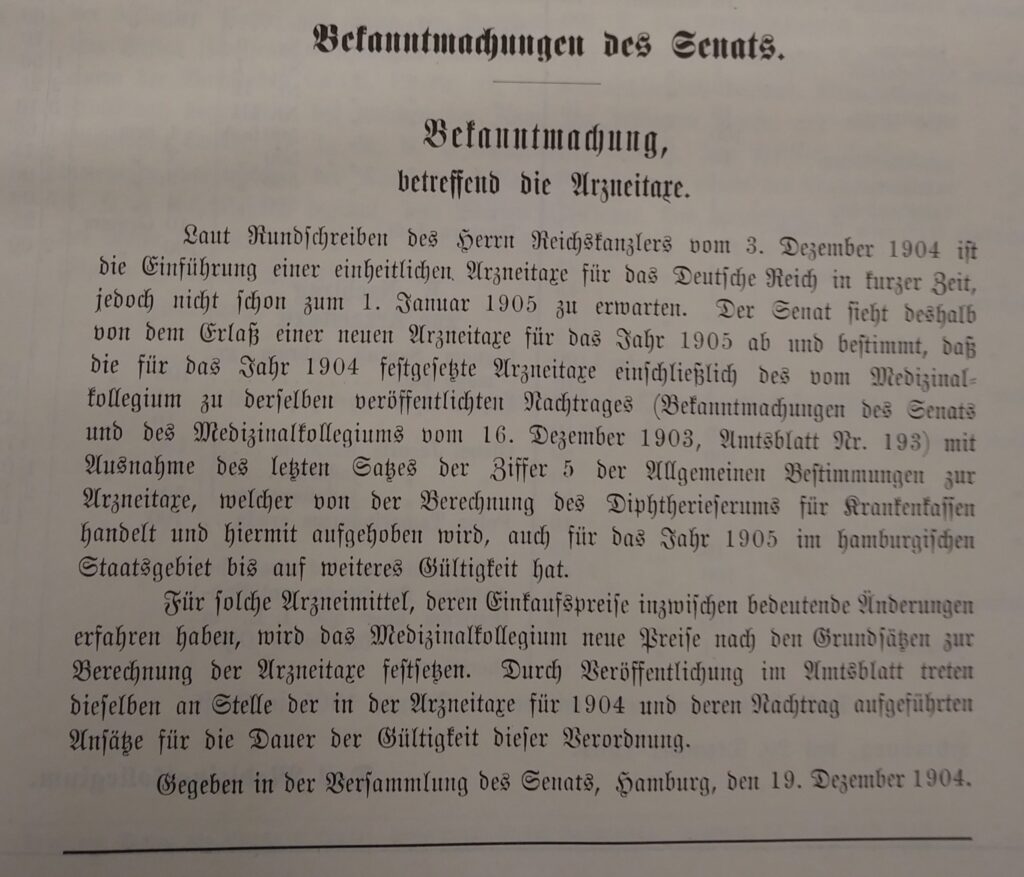 Bekanntmachungen des Senats.
Bekanntmachung,
betreffend die Arzneitaxe.
Laut Rundschreiben des Herrn Reichskanzlers vom 3. Dezember 1904 ist
die Einführung einer einheitlichen Arzneitaxe für das Deutsche Reich in kurzer Zeit,
jedoch nicht schon zum 1. Januar 1905 zu erwarten. Der Senat sieht deshalb
von dem Erlaß einer neuen Arzneitaxe für das Jahr 1905 ab und bestimmt, daß
die für das Jahr 1904 festgesetzte Arzneitaxe einschließlich des vom Medizinal-
kollegium zu derselben veröffentlichten Nachtrages (Bekanntmachungen des Senats
und des Medizinalkollegiums vom 16. Dezember 1903, Amtsblatt Nr. 193) mit
Ausnahme des letzten Satzes der Ziffer 5 der Allgemeinen Bestimmungen zur
Arzneitaxe, welcher von der Berechnung des Diphtherieserums für Krankenkassen
handelt und hiermit aufgehoben wird, auch für das Jahr 1905 im hamburgischen
Staatsgebiet bis auf weiteres Gültigkeit hat.
Für solche Arzneimittel, deren Einkaufspreise inzwischen bedeutende Änderungen
erfahren haben, wird das Medizinalkollegium neue Preise nach den Grundsätzen zur
Berechnung der Arzneitaxe festsetzen. Durch Veröffentlichung im Amtsblatt treten
dieselben an Stelle der in der Arzneitaxe für 1904 und deren Nachtrag aufgeführten
Ansätze für die Dauer der Gültigkeit dieser Verordnung.
Gegeben in der Versammlung des Senats, Hamburg, den 19. Dezember 1904.